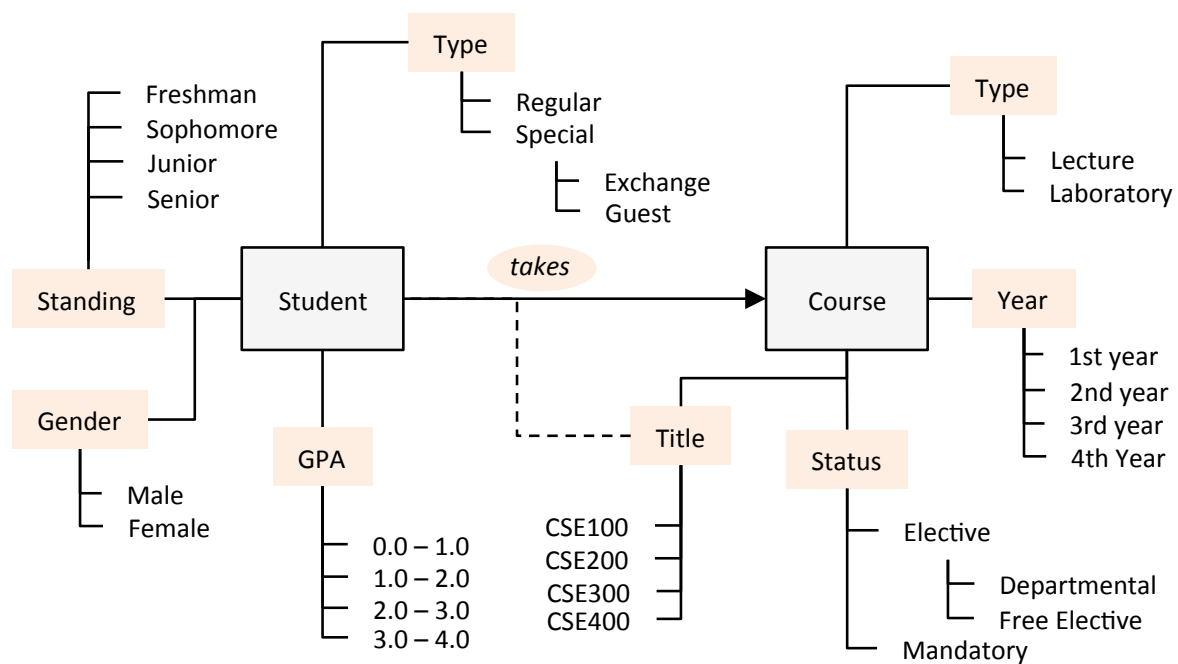 Type
Regular
Special
Exchange
Guest
Freshman
Sophomore
Junior
Senior
Standing
Student
takes
Gender
Male
Female
GPA
0.0 – 1.0
1.0 – 2.0
2.0 – 3.0
3.0 – 4.0
Type
Lecture
Laboratory
Course
Year
1st year
2nd year
3rd year
4th Year
Title
CSE100
CSE200
CSE300
CSE400
Status
Elective
Departmental
Free Elective
Mandatory